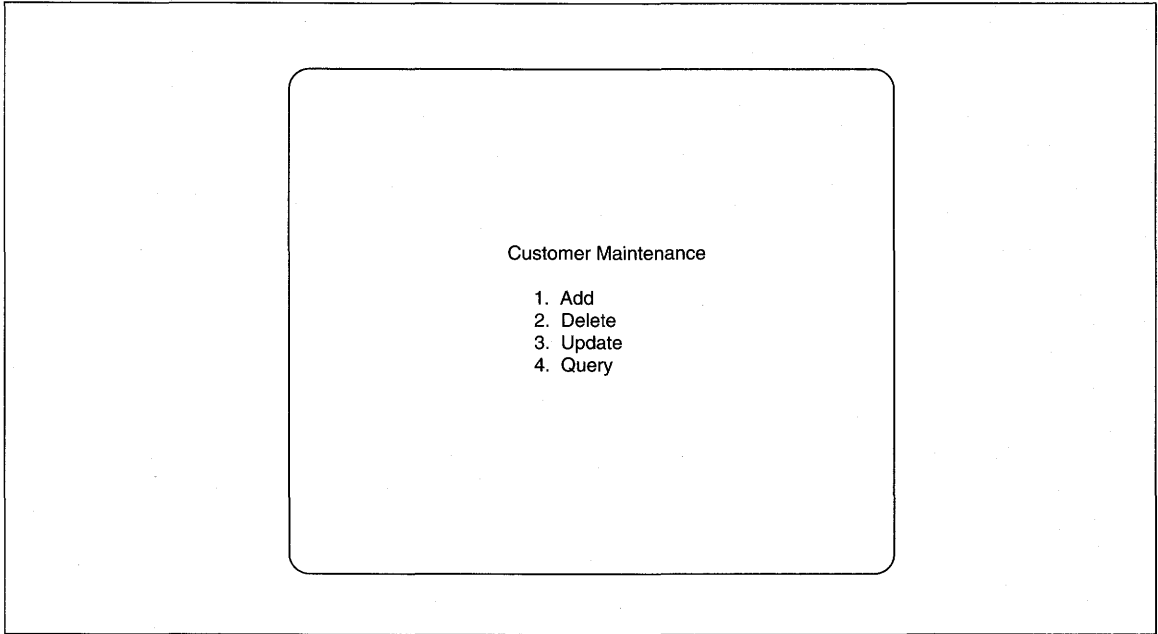 Customer Maintenance
1. Add
2. Delete
3. Update
4. Query